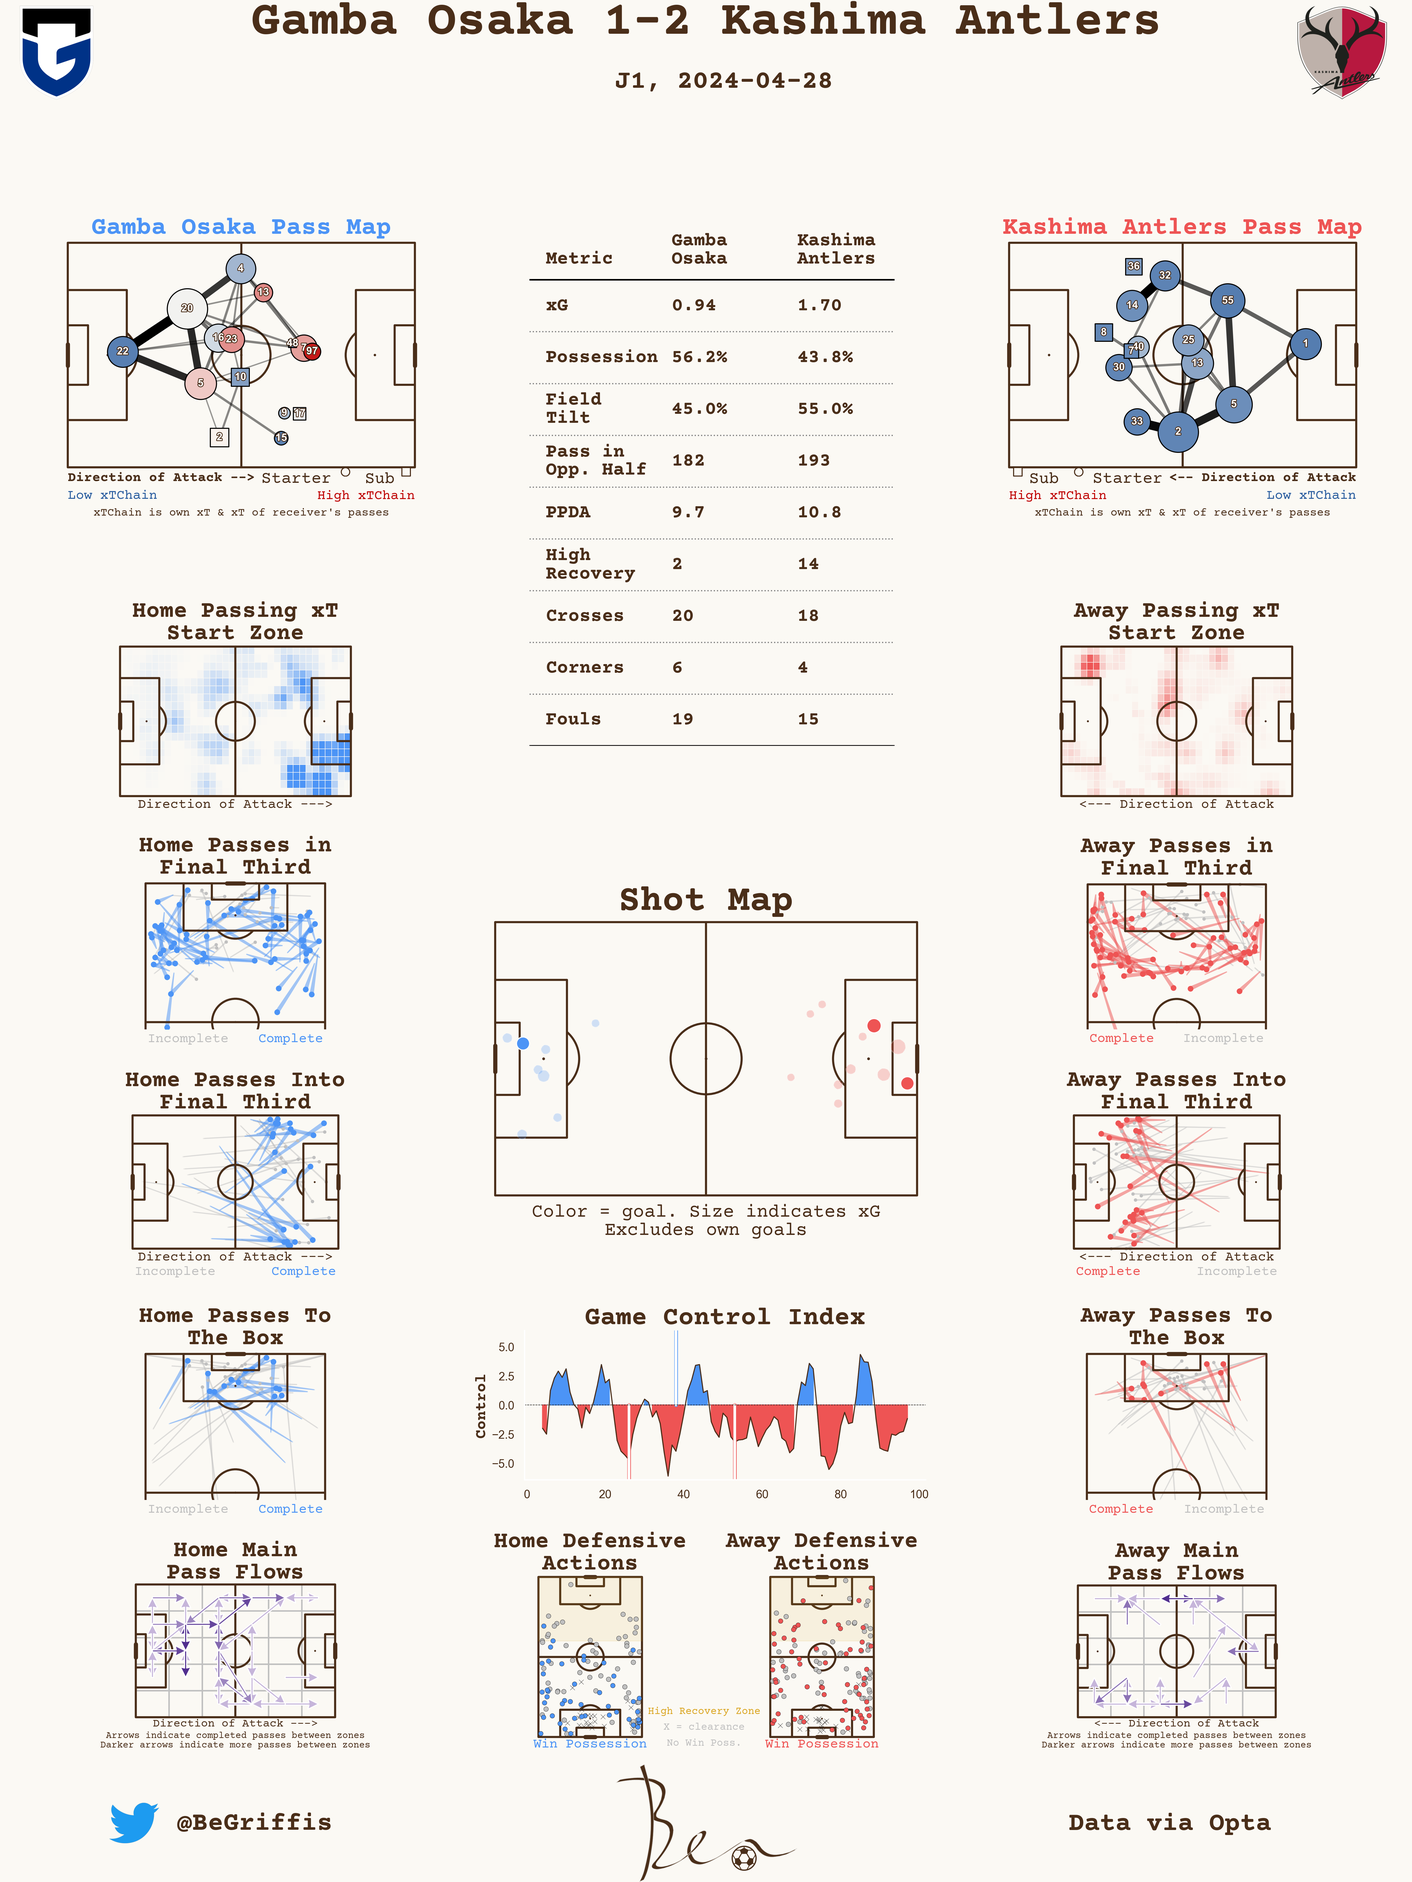 Gamba Osaka 1-2 Kashima Antlers
J1, 2024-04-28
KASHIMA
Antlers
Gamba Osaka Pass Map
4
13
20
16
23
48
7
97
22
5
10
9
17
2
15
Direction of Attack --> Starter Sub
Low xTChain High xTChain
xTChain is own xT & xT of receiver's passes
Metric Gamba Osaka Kashima Antlers
xG 0.94 1.70
Possession 56.2% 43.8%
Field Tilt 45.0% 55.0%
Pass in Opp. Half 182 193
PPDA 9.7 10.8
High Recovery 2 14
Crosses 20 18
Corners 6 4
Fouls 19 15
Kashima Antlers Pass Map
36
32
14
55
8
40
7
25
1
30
13
33
2
5
Sub Starter <-- Direction of Attack
High xTChain Low xTChain
xTChain is own xT & xT of receiver's passes
Home Passing xT
Start Zone
Direction of Attack --->
Away Passing xT
Start Zone
<--- Direction of Attack
Home Passes in
Final Third
Incomplete Complete
Away Passes in
Final Third
Complete Incomplete
Shot Map
Color = goal. Size indicates xG
Excludes own goals
Home Passes Into
Final Third
Direction of Attack --->
Incomplete Complete
Away Passes Into
Final Third
<--- Direction of Attack
Complete Incomplete
Home Passes To
The Box
Incomplete Complete
Game Control Index
Control
5.0
2.5
0.0
−2.5
−5.0
0 20 40 60 80 100
Away Passes To
The Box
Complete Incomplete
Home Main
Pass Flows
Direction of Attack --->
Arrows indicate completed passes between zones
Darker arrows indicate more passes between zones
Home Defensive
Actions
Win Possession
High Recovery Zone
X = clearance
No Win Poss.
Away Defensive
Actions
Win Possession
Away Main
Pass Flows
<--- Direction of Attack
Arrows indicate completed passes between zones
Darker arrows indicate more passes between zones
@BeGriffis
Ben
Data via Opta